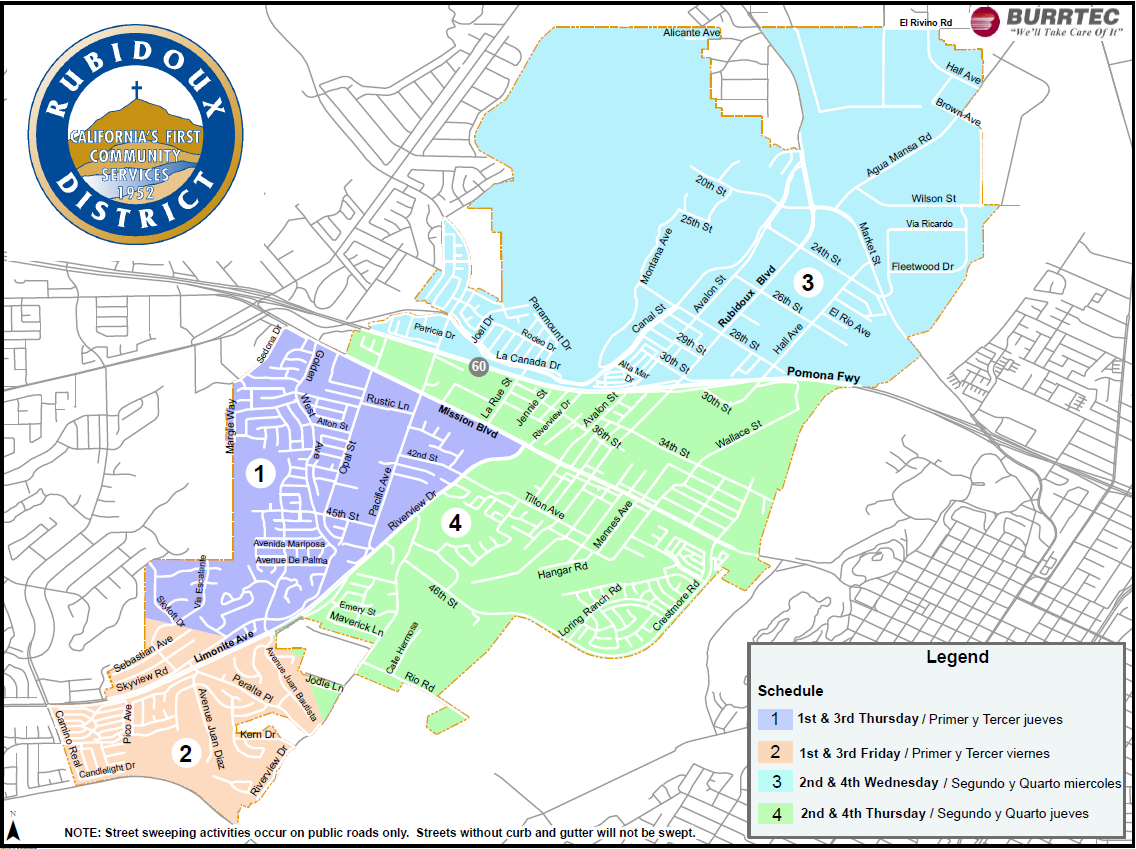 RUBIDOUX
CALIFORNIA'S FIRST
COMMUNITY
SERVICES
1952
DISTRICT
BURRTEC
"We'll Take Care Of It"
El Rivino Rd
Alicante Ave
Hall Ave
Brown Ave
Agua Mansa Rd
20th St
Wilson St
25th St
Via Ricardo
Market St
Montana Ave
24th St
Fleetwood Dr
3
Avalon St
Rubidoux Blvd
26th St
Canal St
El Rio Ave
Paramount Dr
Joel Dr
Patricia Dr
Rodeo Dr
29th St
28th St
Hall Ave
Sedona Dr
La Canada Dr
30th St
60
Alta Mar
Dr
Pomona Fwy
Golden
West
Ave
Rustic Ln
La Rue St
Jennie St
Riverview Dr
Avalon St
30th St
Mission Blvd
Margie Way
Alton St
36th St
34th St
Wallace St
Opal St
42nd St
1
Pacific Ave
Riverview Dr
45th St
4
Tilton Ave
Mennes Ave
Avenida Mariposa
Avenue De Palma
Hangar Rd
Via Escalante
Skyloft Dr
46th St
Loring Ranch Rd
Crestmore Rd
Emery St
Maverick Ln
Sebastian Ave
Limonite Ave
Calle Hermosa
Skyview Rd
Avenue Juan Bautista
Peralta Pl
Jodie Ln
Rio Rd
Camino Real
Pico Ave
Avenue Juan Diaz
Kern Dr
2
Candlelight Dr
Riverview Dr
Legend
Schedule
1 1st & 3rd Thursday / Primer y Tercer jueves
2 1st & 3rd Friday / Primer y Tercer viernes
3 2nd & 4th Wednesday / Segundo y Quarto miercoles
4 2nd & 4th Thursday / Segundo y Quarto jueves
N
NOTE: Street sweeping activities occur on public roads only. Streets without curb and gutter will not be swept.